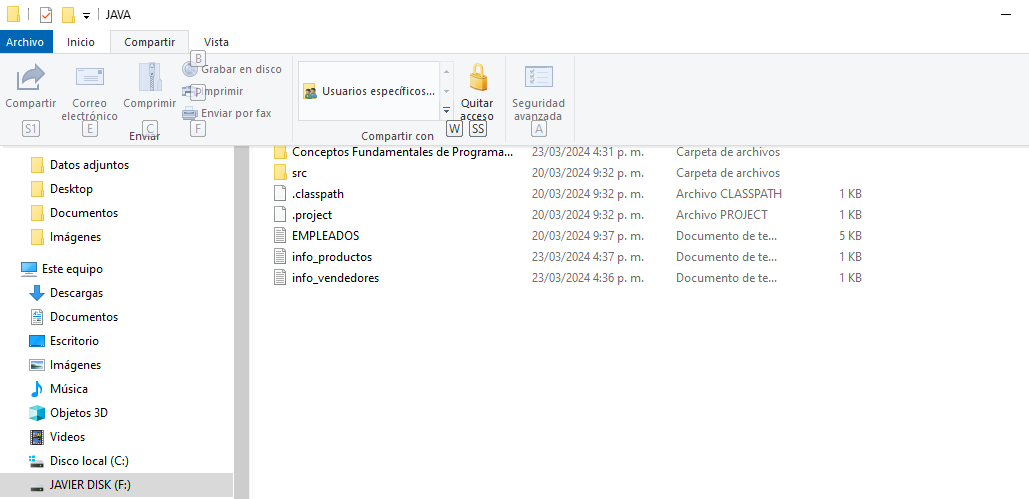 JAVA
Archivo Inicio Compartir Vista
Compartir
S1
Correo electrónico
E
Comprimir
C
Grabar en disco
B
Imprimir
P
Enviar por fax
F
Enviar
Usuarios específicos...
W
Compartir con
Quitar acceso
SS
Seguridad avanzada
A
Datos adjuntos
Desktop
Documentos
Imágenes
Este equipo
Descargas
Documentos
Escritorio
Imágenes
Música
Objetos 3D
Videos
Disco local (C:)
JAVIER DISK (F:)
Conceptos Fundamentales de Programa... 23/03/2024 4:31 p. m. Carpeta de archivos
src 20/03/2024 9:32 p. m. Carpeta de archivos
.classpath 20/03/2024 9:32 p. m. Archivo CLASSPATH 1 KB
.project 20/03/2024 9:32 p. m. Archivo PROJECT 1 KB
EMPLEADOS 20/03/2024 9:37 p. m. Documento de te... 5 KB
info_productos 23/03/2024 4:37 p. m. Documento de te... 1 KB
info_vendedores 23/03/2024 4:36 p. m. Documento de te... 1 KB